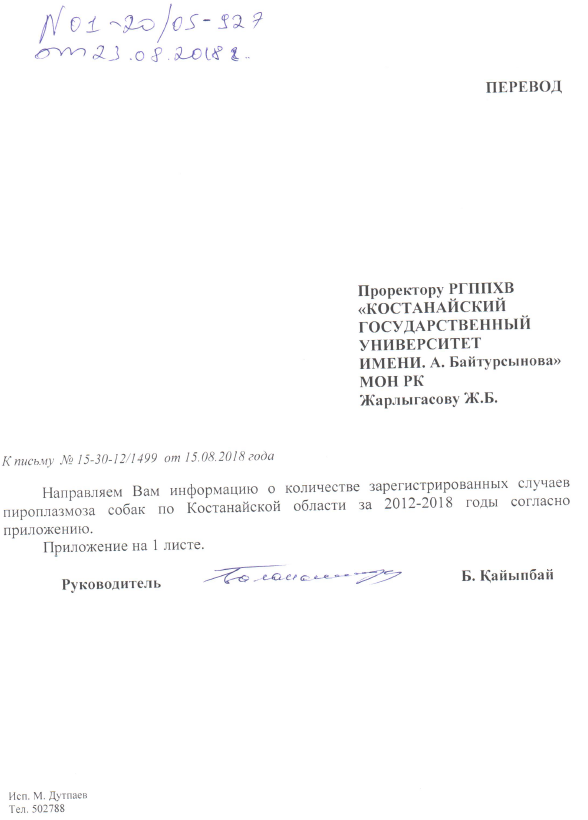 N 01-20/05-927
от 23.08.2018 г.
ПЕРЕВОД
Проректору РГППХВ
«КОСТАНАЙСКИЙ
ГОСУДАРСТВЕННЫЙ
УНИВЕРСИТЕТ
ИМЕНИ. А. Байтурсынова»
МОН РК
Жарлыгасову Ж.Б.
К письму № 15-30-12/1499 от 15.08.2018 года
Направляем Вам информацию о количестве зарегистрированных случаев
пироплазмоза собак по Костанайской области за 2012-2018 годы согласно
приложению.
Приложение на 1 листе.
Руководитель
Б. Қайыпбай
Исп. М. Дутпаев
Тел. 502788